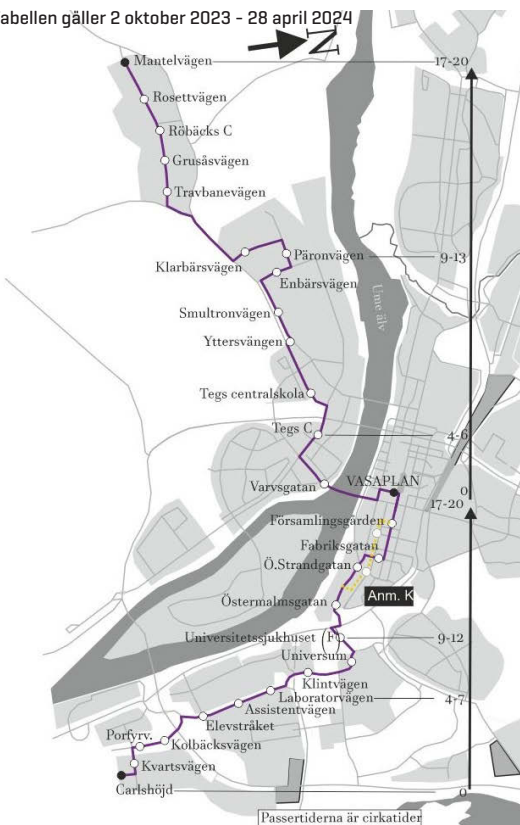 abellen gäller 2 oktober 2023 - 28 april 2024
N
Mantelvägen
17-20
Rosettvägen
Röbäcks C
Grusåsvägen
Travbanevägen
Klarbärsvägen
Päronvägen
9-13
Enbärsvägen
Ume älv
Smultronvägen
Yttersvängen
Tegs centralskola
Tegs C
4-6
Varvsgatan
VASAPLAN
0
17-20
Församlingsgården
Fabriksgatan
Ö.Strandgatan
Anm. K
Östermalmsgatan
Universitetssjukhuset
F
9-12
Universum
Klintvägen
Laboratorvägen
4-7
Assistentvägen
Elevstråket
Porfyrv.
Kolbäcksvägen
Kvartsvägen
Carlshöjd
0
Passertiderna är cirkatider